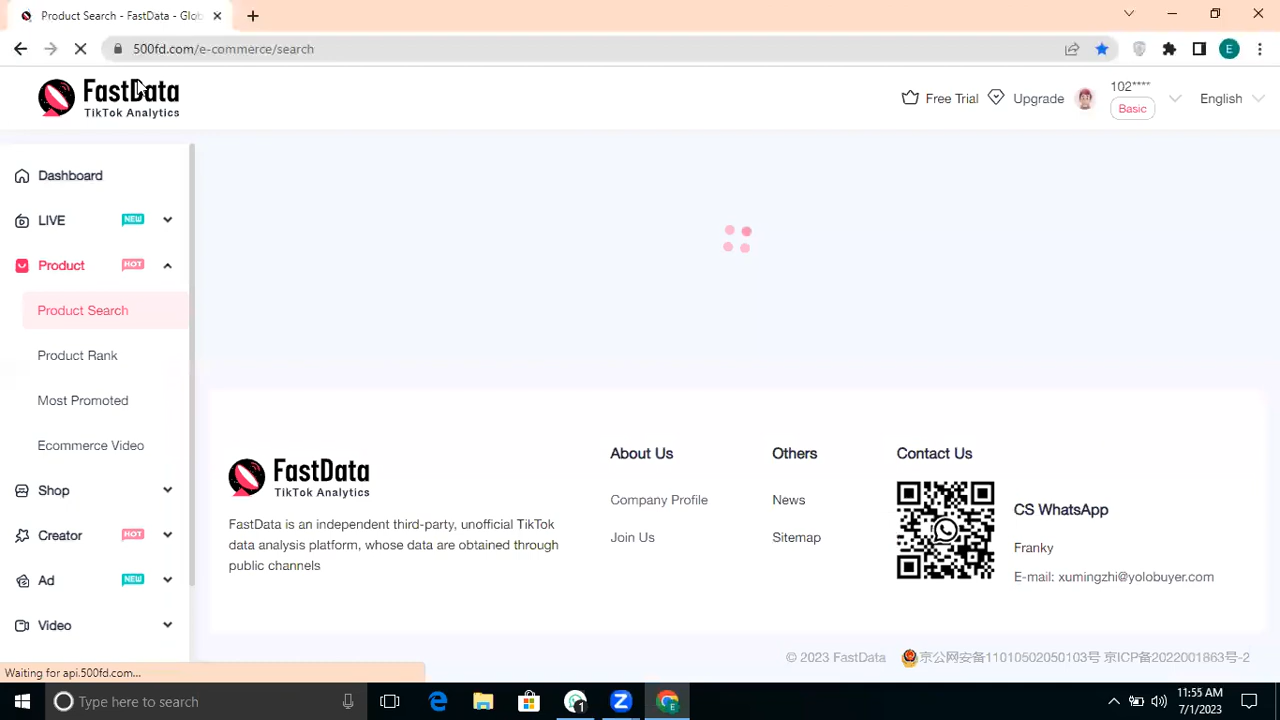 Product Search - FastData - Glo
500fd.com/e-commerce/search
E
FastData
TikTok Analytics
Free Trial
Upgrade
102****
Basic
English
Dashboard
LIVE NEW
Product HOT
Product Search
Product Rank
Most Promoted
Ecommerce Video
Shop
Creator HOT
Ad NEW
Video
FastData
TikTok Analytics
FastData is an independent third-party, unofficial TikTok
data analysis platform, whose data are obtained through
public channels
About Us
Company Profile
Join Us
Others
News
Sitemap
Contact Us
CS WhatsApp
Franky
E-mail: xumingzhi@yolobuyer.com
© 2023 FastData 京公网安备11010502050103号 京ICP备2022001863号-2
Waiting for api.500fd.com...
Type here to search
11:55 AM
7/1/2023